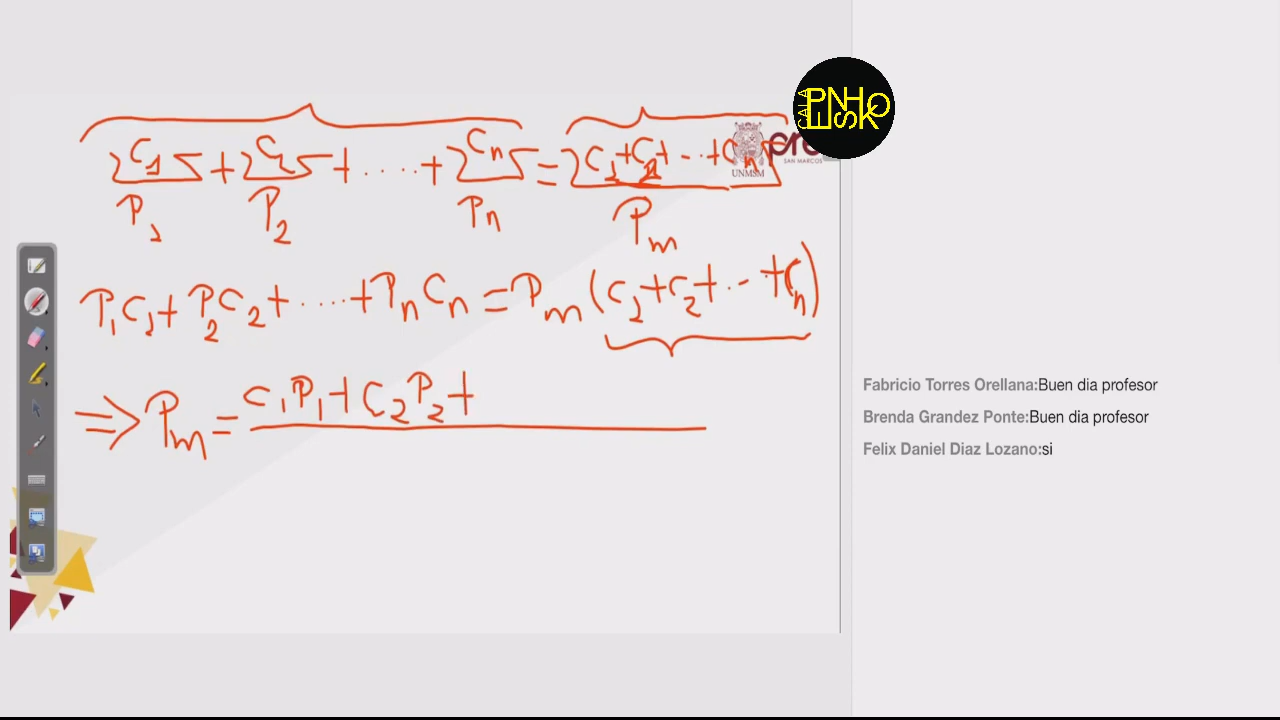 C₁ + C₂ + ..... + Cₙ = C₁ + C₂ + ... + Cₙ
P₁ P₂ Pₙ Pₘ
P₁C₁ + P₂C₂ + ..... + PₙCₙ = Pₘ (C₁ + C₂ + ... + Cₙ)
⇒ Pₘ = C₁P₁ + C₂P₂ +
UNMSM
pre
SAN MARCOS
Fabricio Torres Orellana:Buen dia profesor
Brenda Grandez Ponte:Buen dia profesor
Felix Daniel Diaz Lozano:si